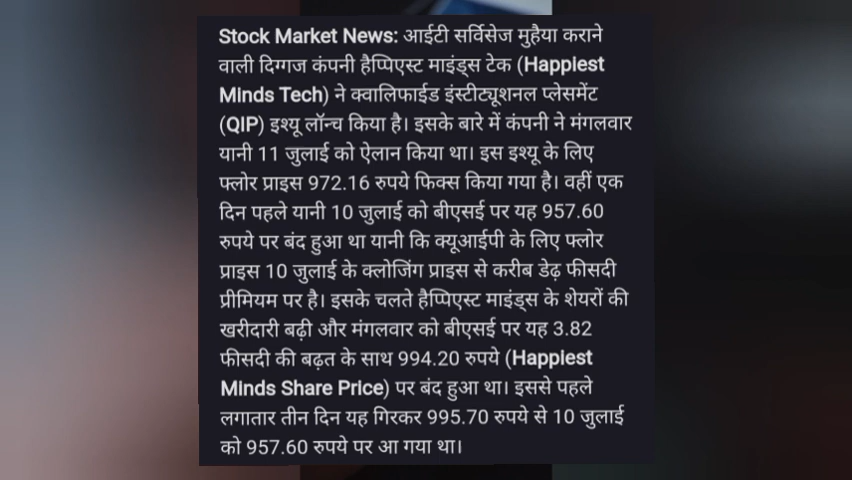 Stock Market News: आईटी सर्विसेज मुहैया कराने
वाली दिग्गज कंपनी हैप्पिएस्ट माइंड्स टेक (Happiest
Minds Tech) ने क्वालिफाईड इंस्टीट्यूशनल प्लेसमेंट
(QIP) इश्यू लॉन्च किया है। इसके बारे में कंपनी ने मंगलवार
यानी 11 जुलाई को ऐलान किया था। इस इश्यू के लिए
फ्लोर प्राइस 972.16 रुपये फिक्स किया गया है। वहीं एक
दिन पहले यानी 10 जुलाई को बीएसई पर यह 957.60
रुपये पर बंद हुआ था यानी कि क्यूआईपी के लिए फ्लोर
प्राइस 10 जुलाई के क्लोजिंग प्राइस से करीब डेढ़ फीसदी
प्रीमियम पर है। इसके चलते हैप्पिएस्ट माइंड्स के शेयरों की
खरीदारी बढ़ी और मंगलवार को बीएसई पर यह 3.82
फीसदी की बढ़त के साथ 994.20 रुपये (Happiest
Minds Share Price) पर बंद हुआ था। इससे पहले
लगातार तीन दिन यह गिरकर 995.70 रुपये से 10 जुलाई
को 957.60 रुपये पर आ गया था।